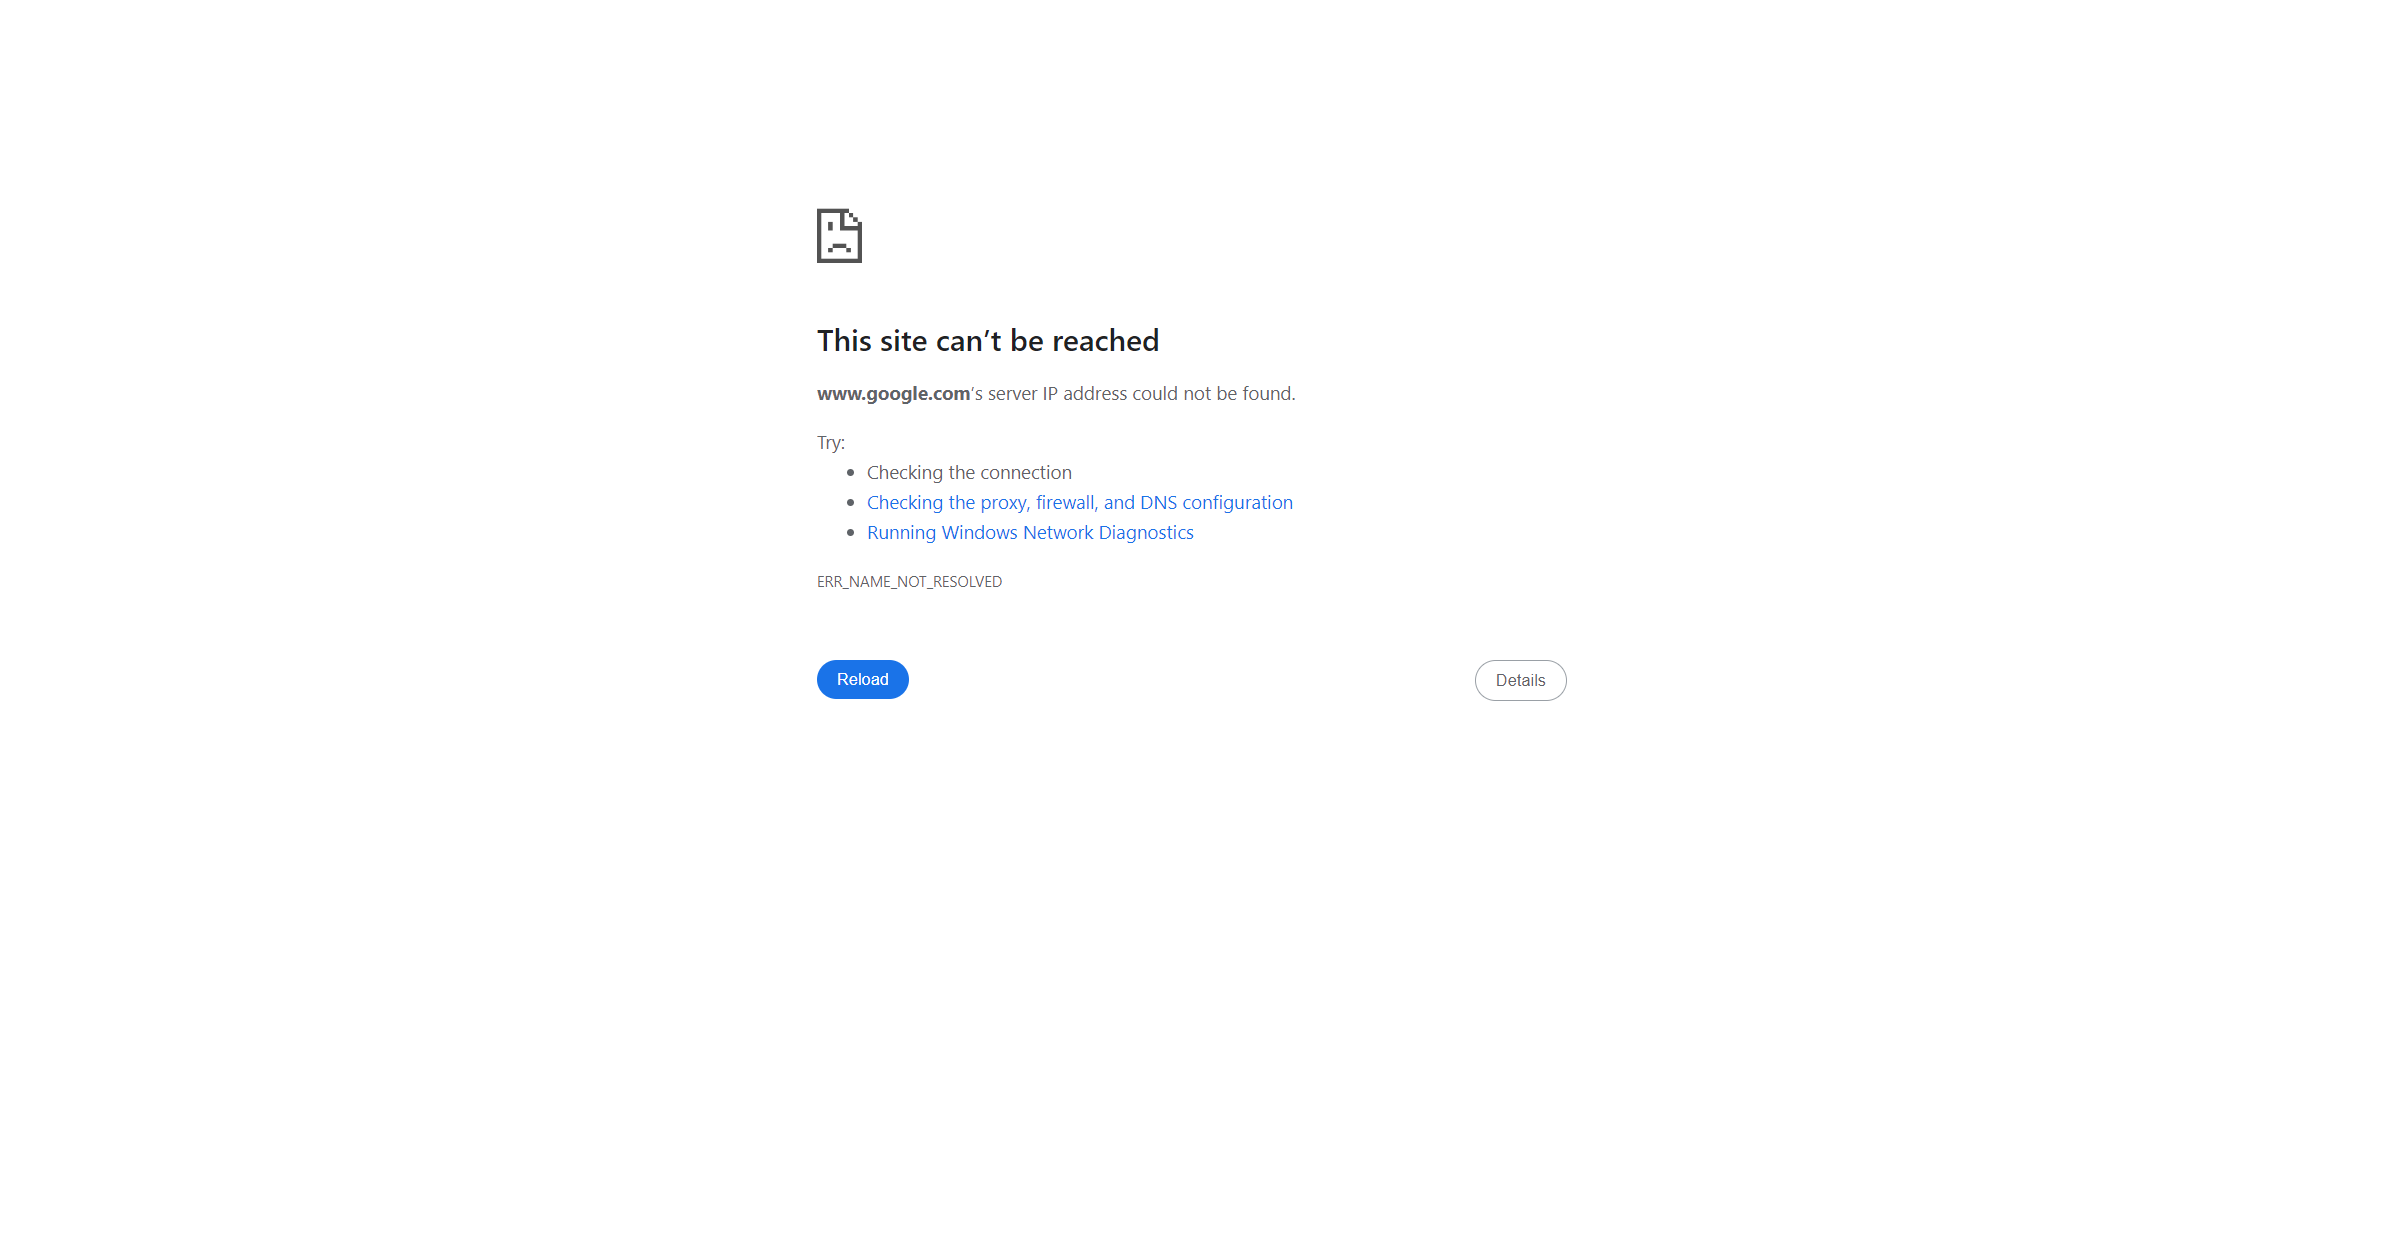 This site can’t be reached
www.google.com’s server IP address could not be found.
Try:
Checking the connection
Checking the proxy, firewall, and DNS configuration
Running Windows Network Diagnostics
ERR_NAME_NOT_RESOLVED
Reload
Details